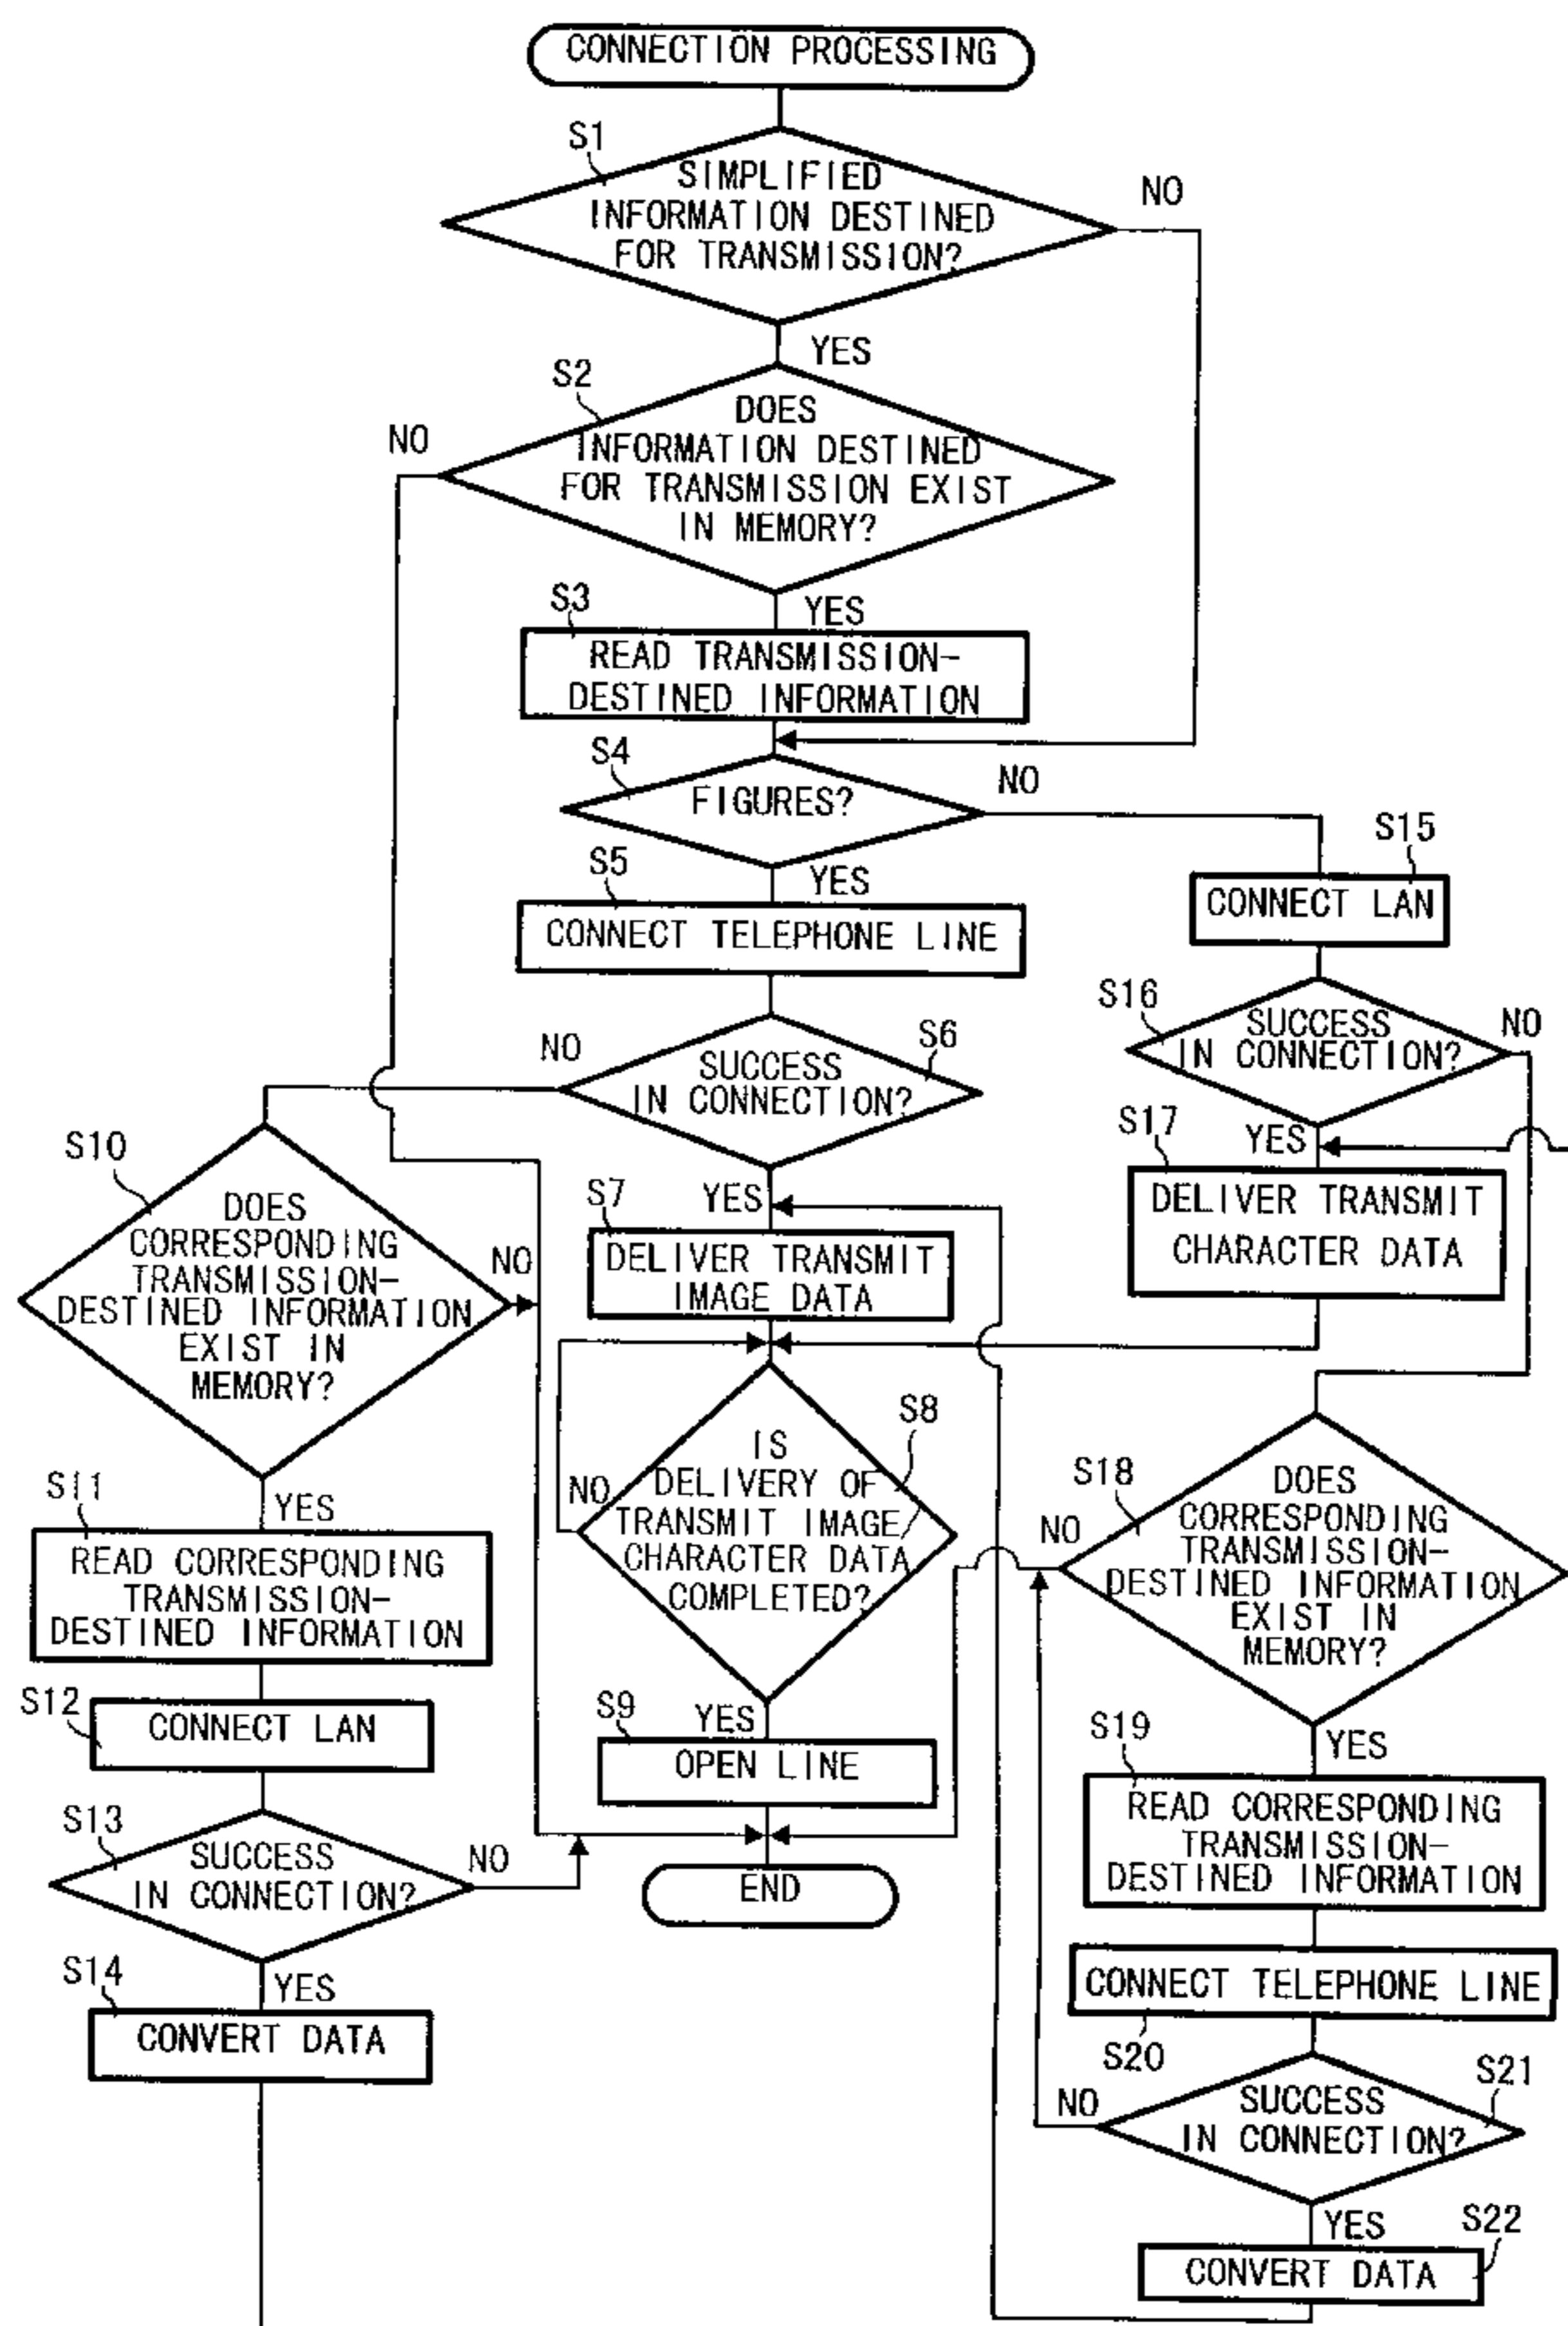 CONNECTION PROCESSING
S1
SIMPLIFIED
INFORMATION DESTINED
FOR TRANSMISSION?
NO
YES
S2
DOES
INFORMATION DESTINED
FOR TRANSMISSION EXIST
IN MEMORY?
NO
YES
S3
READ TRANSMISSION-
DESTINED INFORMATION
S4
FIGURES?
NO
YES
S5
CONNECT TELEPHONE LINE
S6
SUCCESS
IN CONNECTION?
NO
YES
S7
DELIVER TRANSMIT
IMAGE DATA
S8
IS
DELIVERY OF
TRANSMIT IMAGE
CHARACTER DATA
COMPLETED?
NO
YES
S9
OPEN LINE
END
S10
DOES
CORRESPONDING
TRANSMISSION-
DESTINED INFORMATION
EXIST IN
MEMORY?
NO
YES
S11
READ CORRESPONDING
TRANSMISSION-
DESTINED INFORMATION
S12
CONNECT LAN
S13
SUCCESS
IN CONNECTION?
NO
YES
S14
CONVERT DATA
S15
CONNECT LAN
S16
SUCCESS
IN CONNECTION?
NO
YES
S17
DELIVER TRANSMIT
CHARACTER DATA
S18
DOES
CORRESPONDING
TRANSMISSION-
DESTINED INFORMATION
EXIST IN
MEMORY?
NO
YES
S19
READ CORRESPONDING
TRANSMISSION-
DESTINED INFORMATION
CONNECT TELEPHONE LINE
S20
S21
SUCCESS
IN CONNECTION?
NO
YES
S22
CONVERT DATA